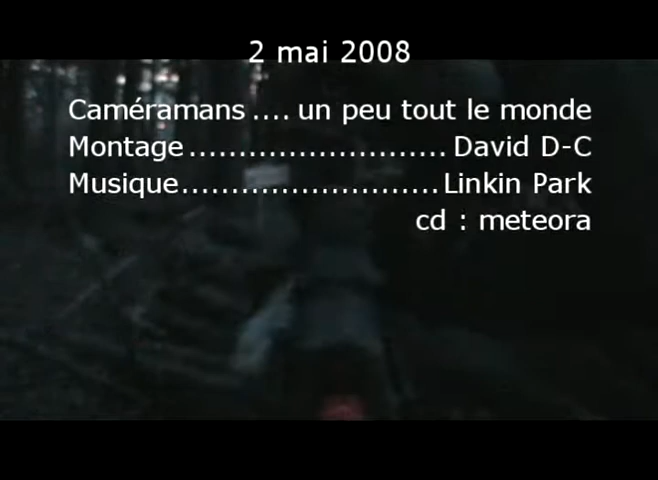 2 mai 2008
Caméramans .... un peu tout le monde
Montage.......................... David D-C
Musique.......................... Linkin Park
cd : meteora